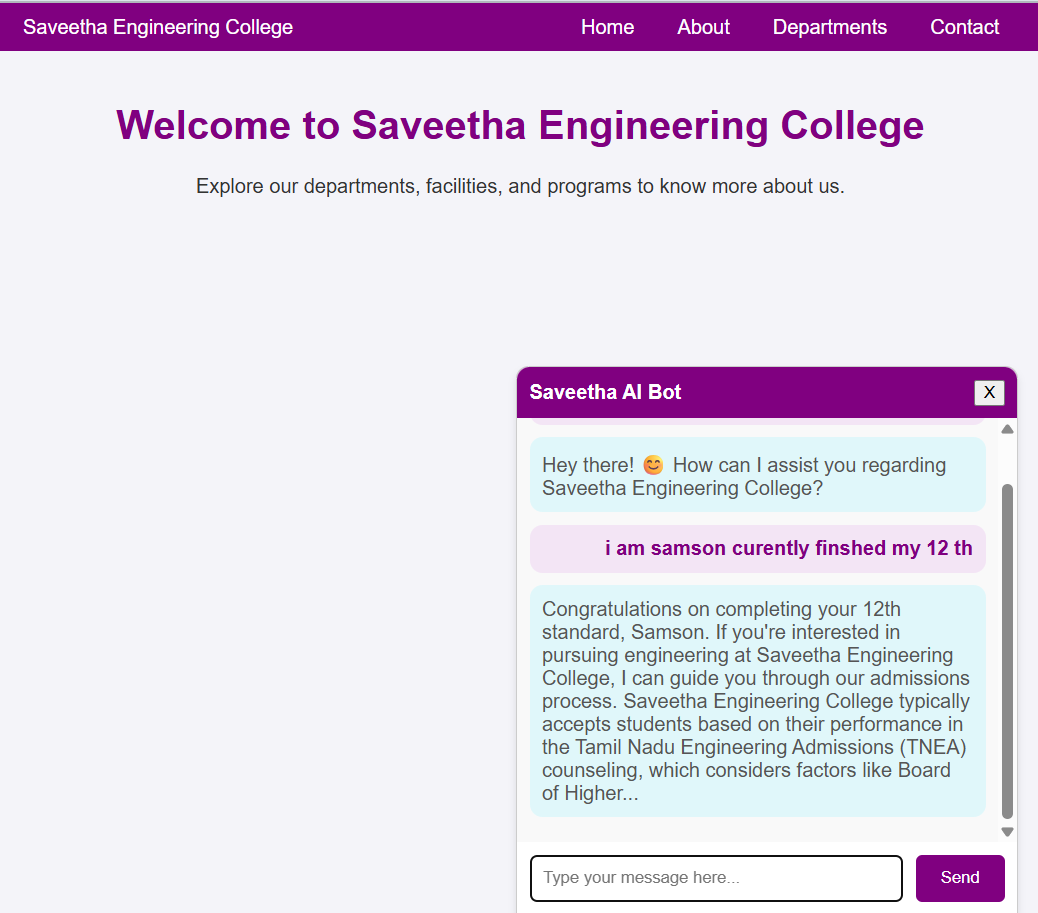 Saveetha Engineering College Home About Departments Contact
Welcome to Saveetha Engineering College
Explore our departments, facilities, and programs to know more about us.
Saveetha AI Bot X
Hey there! 😊 How can I assist you regarding
Saveetha Engineering College?
i am samson curently finshed my 12 th
Congratulations on completing your 12th
standard, Samson. If you're interested in
pursuing engineering at Saveetha Engineering
College, I can guide you through our admissions
process. Saveetha Engineering College typically
accepts students based on their performance in
the Tamil Nadu Engineering Admissions (TNEA)
counseling, which considers factors like Board
of Higher...
Type your message here... Send